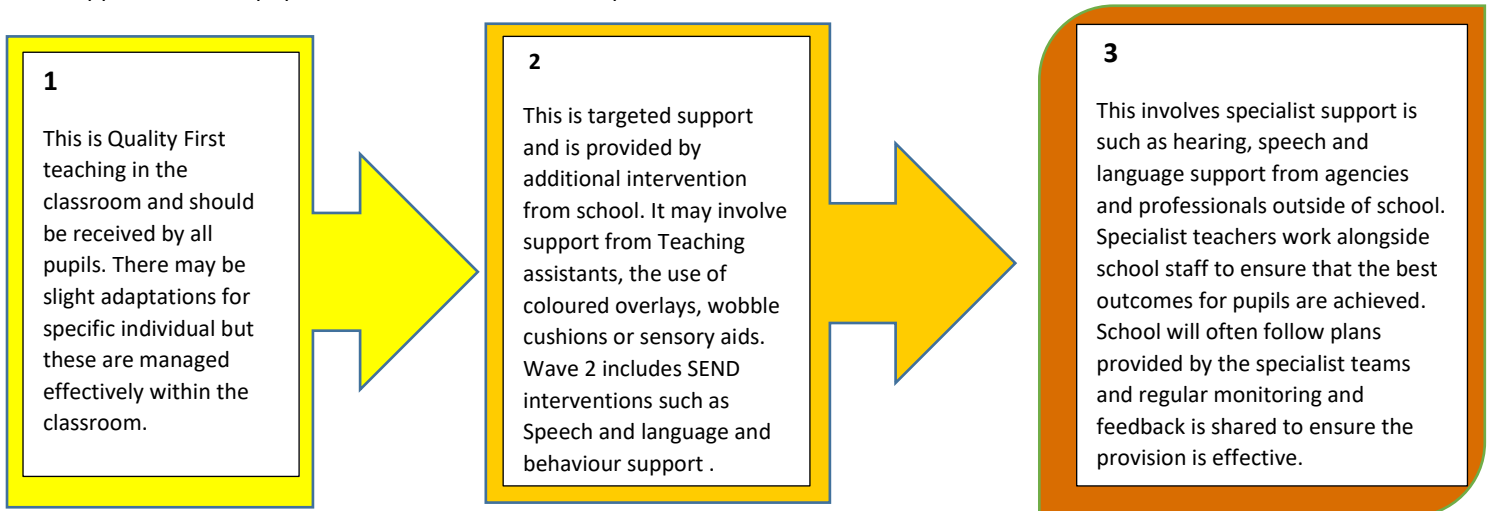 1
This is Quality First
teaching in the
classroom and should
be received by all
pupils. There may be
slight adaptations for
specific individual but
these are managed
effectively within the
classroom.
2
This is targeted support
and is provided by
additional intervention
from school. It may involve
support from Teaching
assistants, the use of
coloured overlays, wobble
cushions or sensory aids.
Wave 2 includes SEND
interventions such as
Speech and language and
behaviour support .
3
This involves specialist support is
such as hearing, speech and
language support from agencies
and professionals outside of school.
Specialist teachers work alongside
school staff to ensure that the best
outcomes for pupils are achieved.
School will often follow plans
provided by the specialist teams
and regular monitoring and
feedback is shared to ensure the
provision is effective.